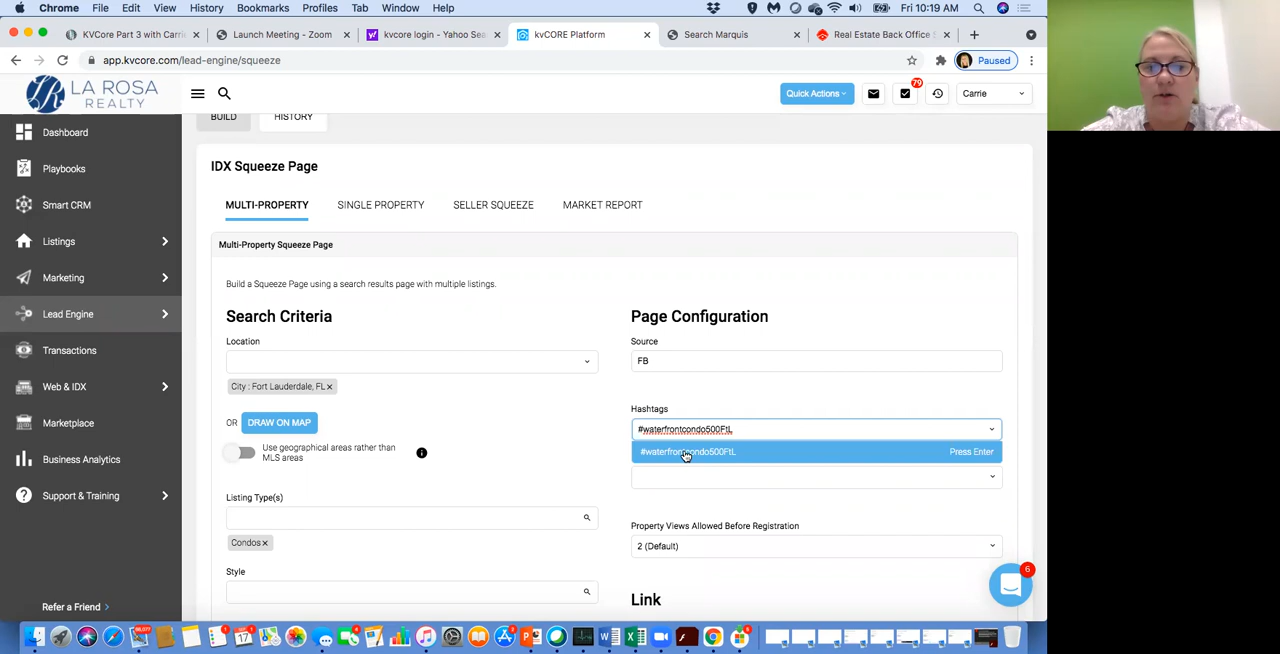 Chrome File Edit View History Bookmarks Profiles Tab Window Help Fri 10:19 AM
KVCore Part 3 with Carri Launch Meeting - Zoom kvcore login - Yahoo Sea kvCORE Platform Search Marquis Real Estate Back Office S
app.kvcore.com/lead-engine/squeeze Paused
LA ROSA REALTY
Quick Actions 79 Carrie
BUILD HISTORY
Dashboard
Playbooks
Smart CRM
Listings
Marketing
Lead Engine
Transactions
Web & IDX
Marketplace
Business Analytics
Support & Training
Refer a Friend
IDX Squeeze Page
MULTI-PROPERTY SINGLE PROPERTY SELLER SQUEEZE MARKET REPORT
Multi-Property Squeeze Page
Build a Squeeze Page using a search results page with multiple listings.
Search Criteria
Location
City : Fort Lauderdale, FL
OR DRAW ON MAP
Use geographical areas rather than
MLS areas
Listing Type(s)
Condos
Style
Page Configuration
Source
FB
Hashtags
#waterfrontcondo500FtL
#waterfrontcondo500FtL Press Enter
Property Views Allowed Before Registration
2 (Default)
Link
6